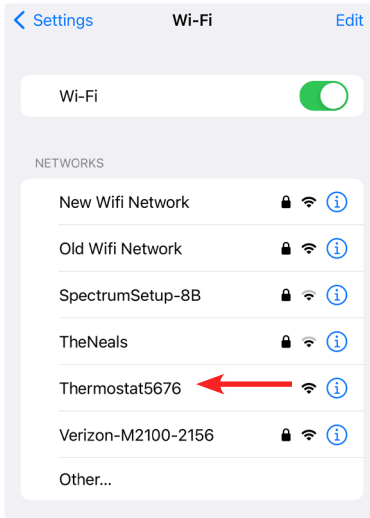 Settings Wi-Fi Edit
Wi-Fi
NETWORKS
New Wifi Network
Old Wifi Network
SpectrumSetup-8B
TheNeals
Thermostat5676
Verizon-M2100-2156
Other...